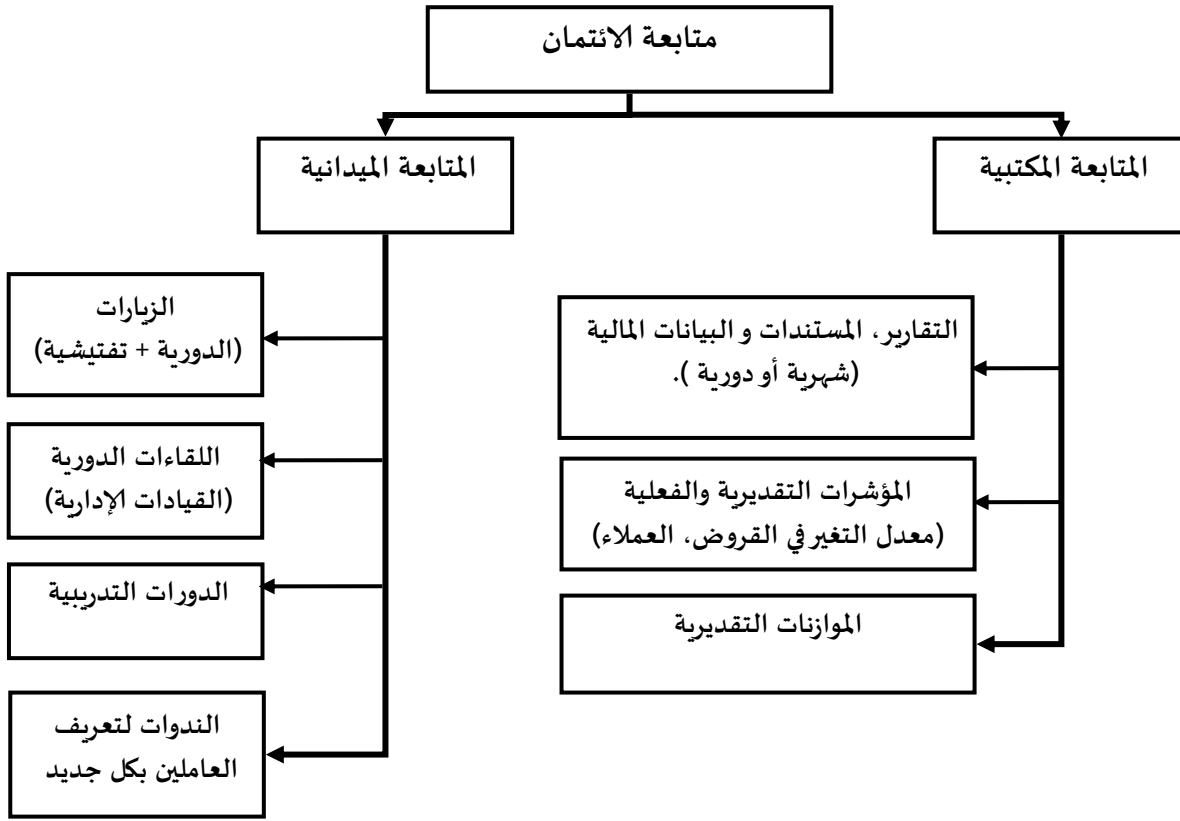 متابعة الائتمان
المتابعة المكتبية
المتابعة الميدانية
التقارير، المستندات و البيانات المالية
(شهرية أو دورية ).
المؤشرات التقديرية والفعلية
(معدل التغير في القروض، العملاء)
الموازنات التقديرية
الزيارات
(الدورية + تفتيشية)
اللقاءات الدورية
(القيادات الإدارية)
الدورات التدريبية
الندوات لتعريف
العاملين بكل جديد